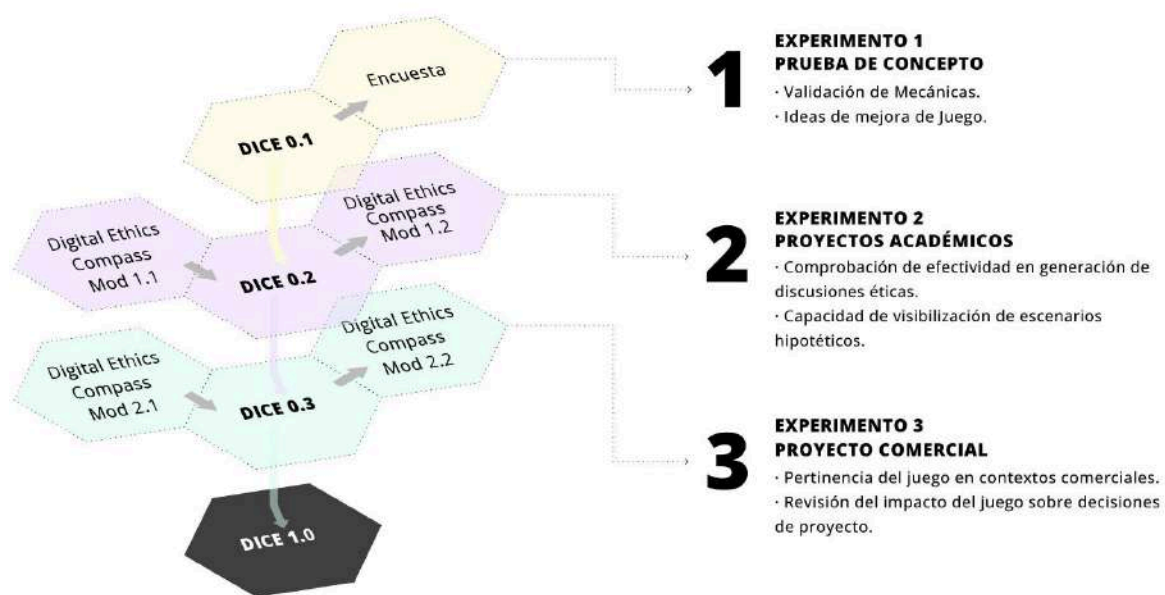 Encuesta
DICE 0.1
Digital Ethics
Compass
Mod 1.2
Digital Ethics
Compass
Mod 1.1
DICE 0.2
Digital Ethics
Compass
Mod 2.2
Digital Ethics
Compass
Mod 2.1
DICE 0.3
DICE 1.0
1
EXPERIMENTO 1
PRUEBA DE CONCEPTO
· Validación de Mecánicas.
· Ideas de mejora de Juego.
2
EXPERIMENTO 2
PROYECTOS ACADÉMICOS
· Comprobación de efectividad en generación de
discusiones éticas.
· Capacidad de visibilización de escenarios
hipotéticos.
3
EXPERIMENTO 3
PROYECTO COMERCIAL
· Pertinencia del juego en contextos comerciales.
· Revisión del impacto del juego sobre decisiones
de proyecto.